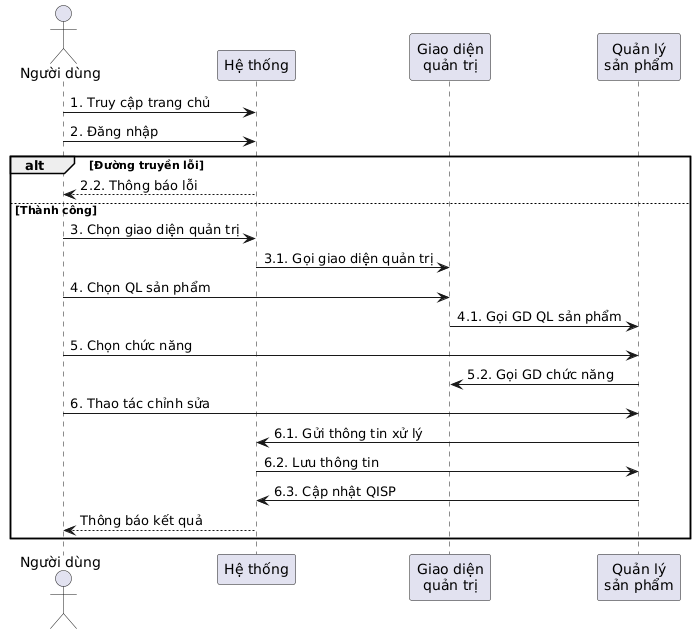 Người dùng
Hệ thống
Giao diện
quản trị
Quản lý
sản phẩm
1. Truy cập trang chủ
2. Đăng nhập
alt
[Đường truyền lỗi]
2.2. Thông báo lỗi
[Thành công]
3. Chọn giao diện quản trị
3.1. Gọi giao diện quản trị
4. Chọn QL sản phẩm
4.1. Gọi GD QL sản phẩm
5. Chọn chức năng
5.2. Gọi GD chức năng
6. Thao tác chỉnh sửa
6.1. Gửi thông tin xử lý
6.2. Lưu thông tin
6.3. Cập nhật QISP
Thông báo kết quả
Người dùng
Hệ thống
Giao diện
quản trị
Quản lý
sản phẩm